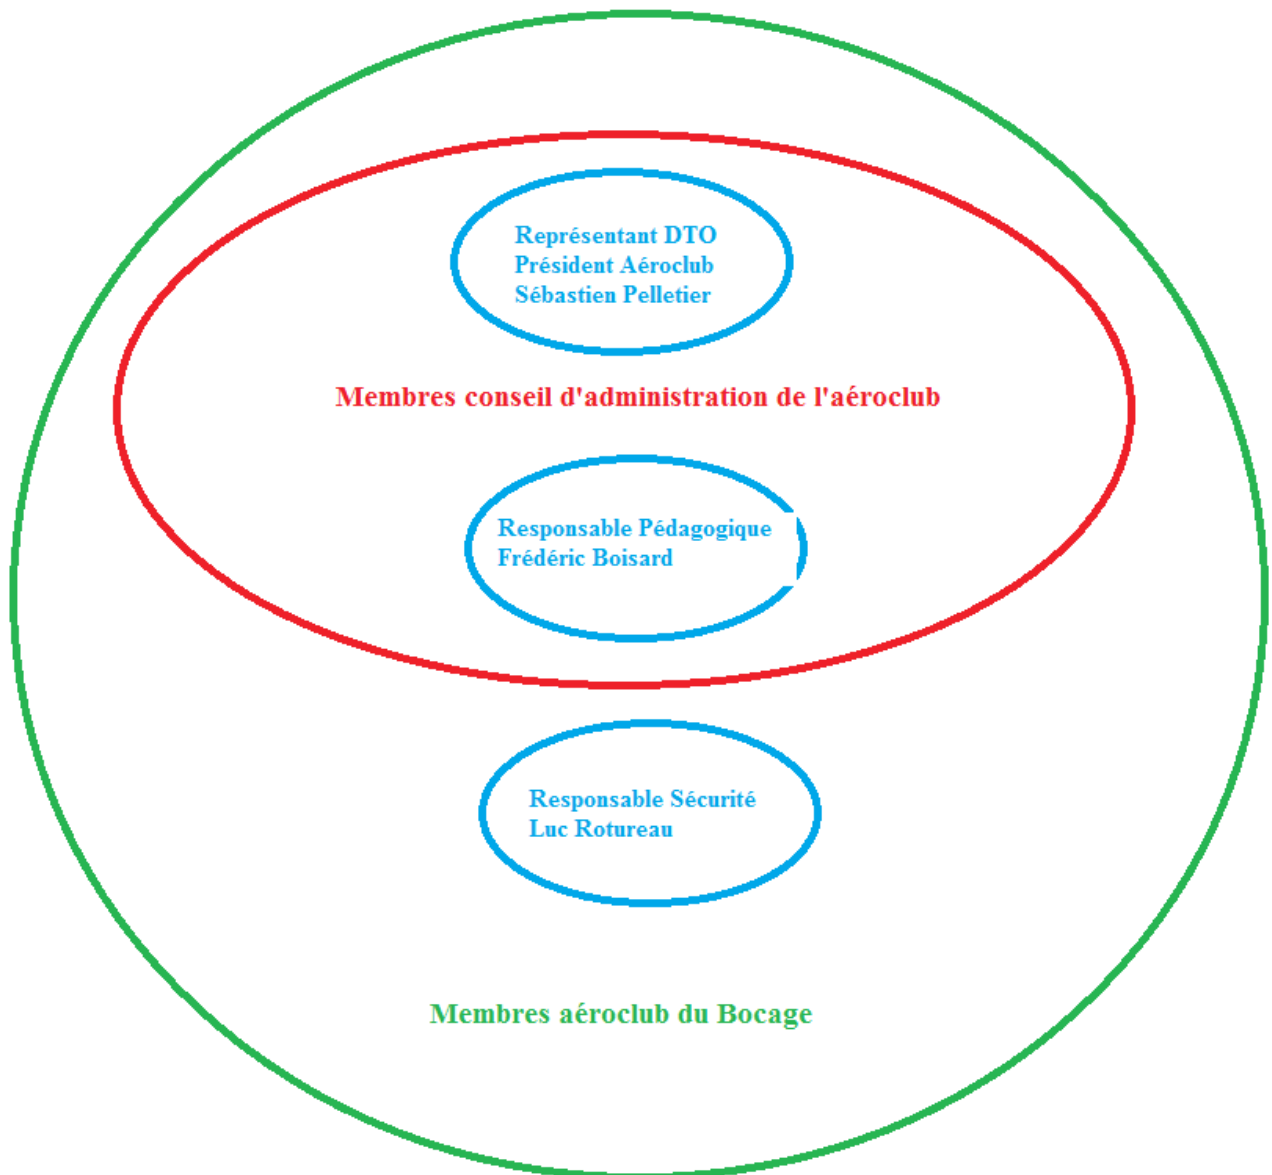 Représentant DTO
Président Aéroclub
Sébastien Pelletier
Membres conseil d'administration de l'aéroclub
Responsable Pédagogique
Frédéric Boisard
Responsable Sécurité
Luc Rotureau
Membres aéroclub du Bocage